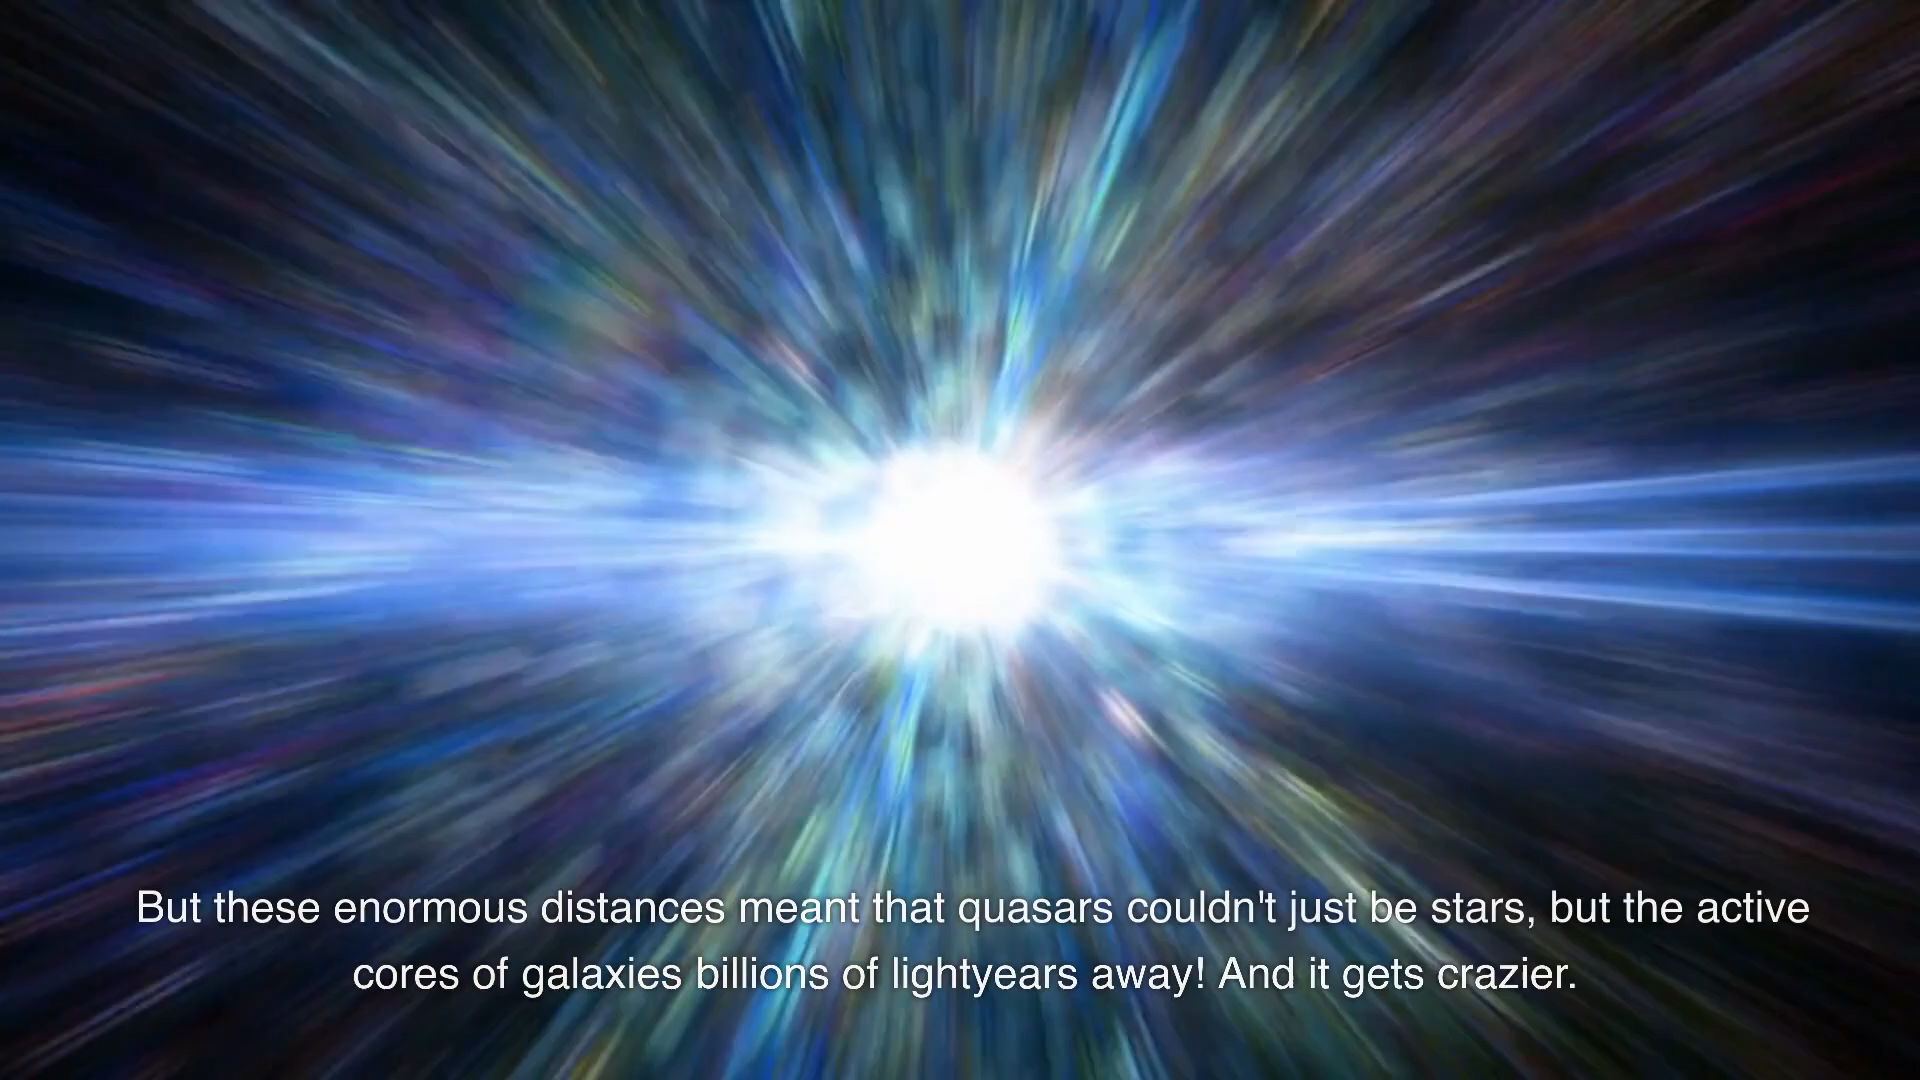 But these enormous distances meant that quasars couldn't just be stars, but the active
cores of galaxies billions of lightyears away! And it gets crazier.